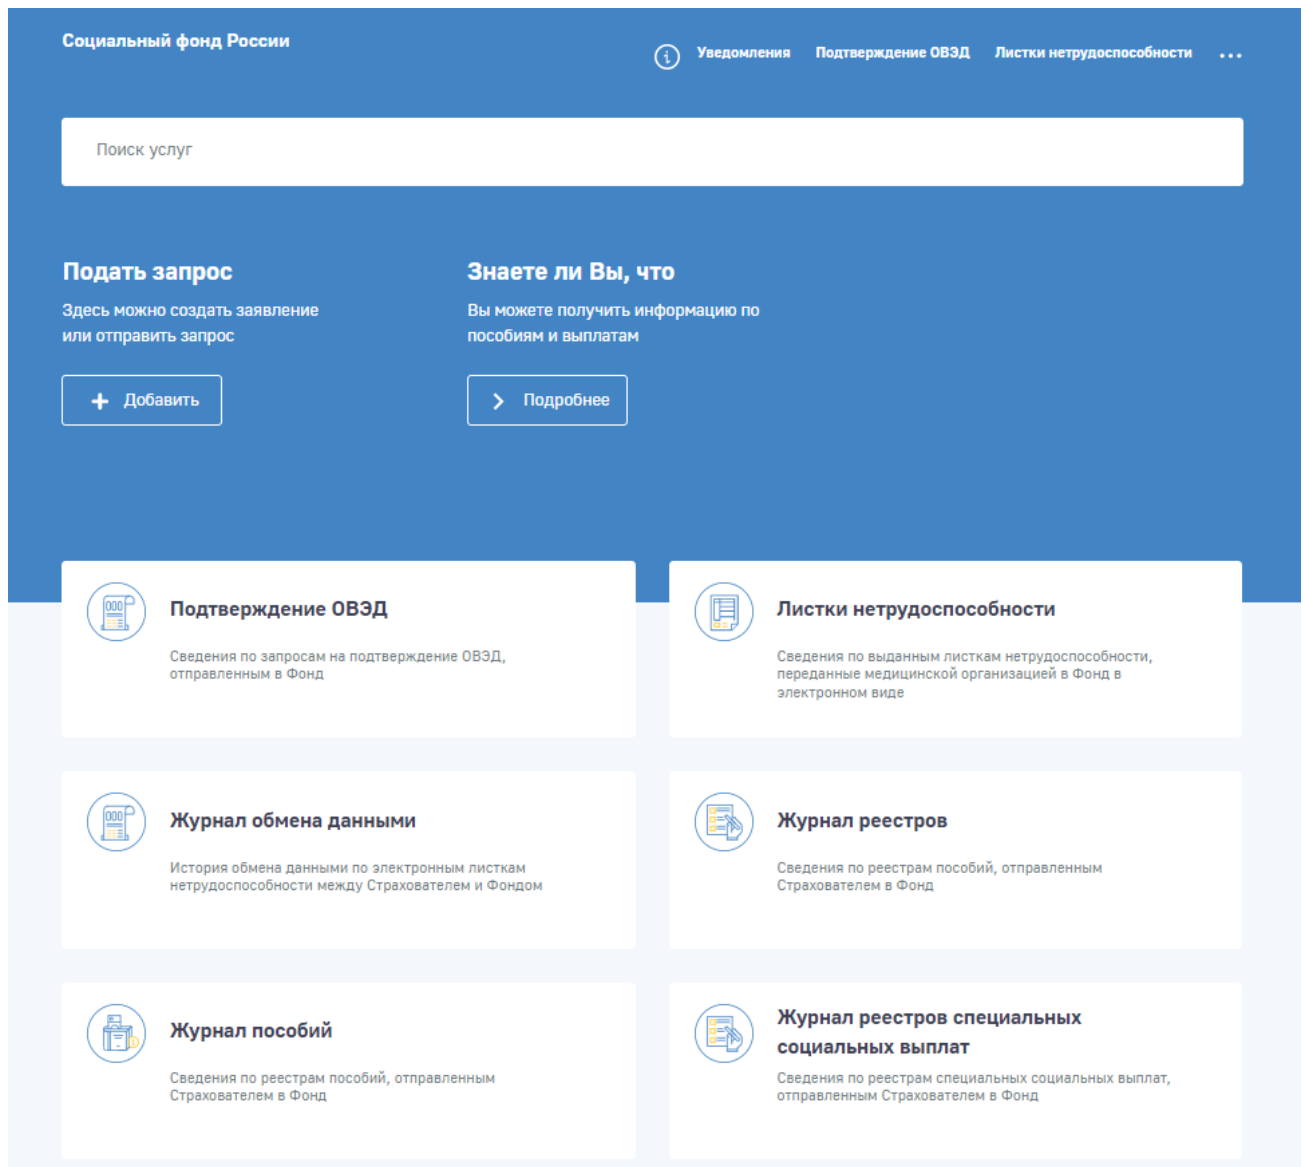 Социальный фонд России
Уведомления
Подтверждение ОВЭД
Листки нетрудоспособности
Поиск услуг
Подать запрос
Здесь можно создать заявление
или отправить запрос
Добавить
Знаете ли Вы, что
Вы можете получить информацию по
пособиям и выплатам
Подробнее
Подтверждение ОВЭД
Сведения по запросам на подтверждение ОВЭД,
отправленным в Фонд
Листки нетрудоспособности
Сведения по выданным листкам нетрудоспособности,
переданные медицинской организацией в Фонд в
электронном виде
Журнал обмена данными
История обмена данными по электронным листкам
нетрудоспособности между Страхователем и Фондом
Журнал реестров
Сведения по реестрам пособий, отправленным
Страхователем в Фонд
Журнал пособий
Сведения по реестрам пособий, отправленным
Страхователем в Фонд
Журнал реестров специальных
социальных выплат
Сведения по реестрам специальных социальных выплат,
отправленным Страхователем в Фонд